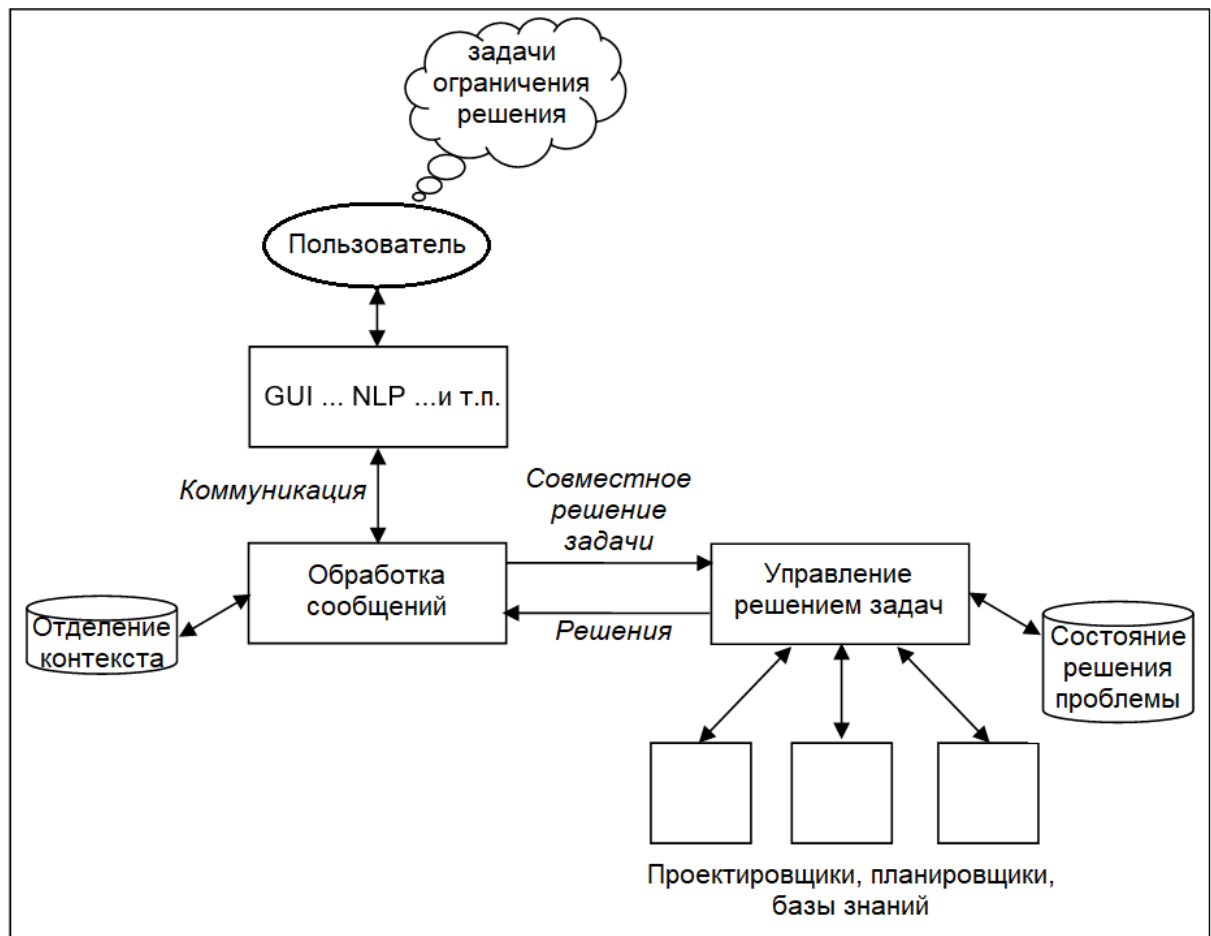 задачи
ограничения
решения
Пользователь
GUI ... NLP ...и т.п.
Коммуникация
Совместное
решение
задачи
Обработка
сообщений
Управление
решением задач
Решения
Отделение
контекста
Состояние
решения
проблемы
Проектировщики, планировщики,
базы знаний